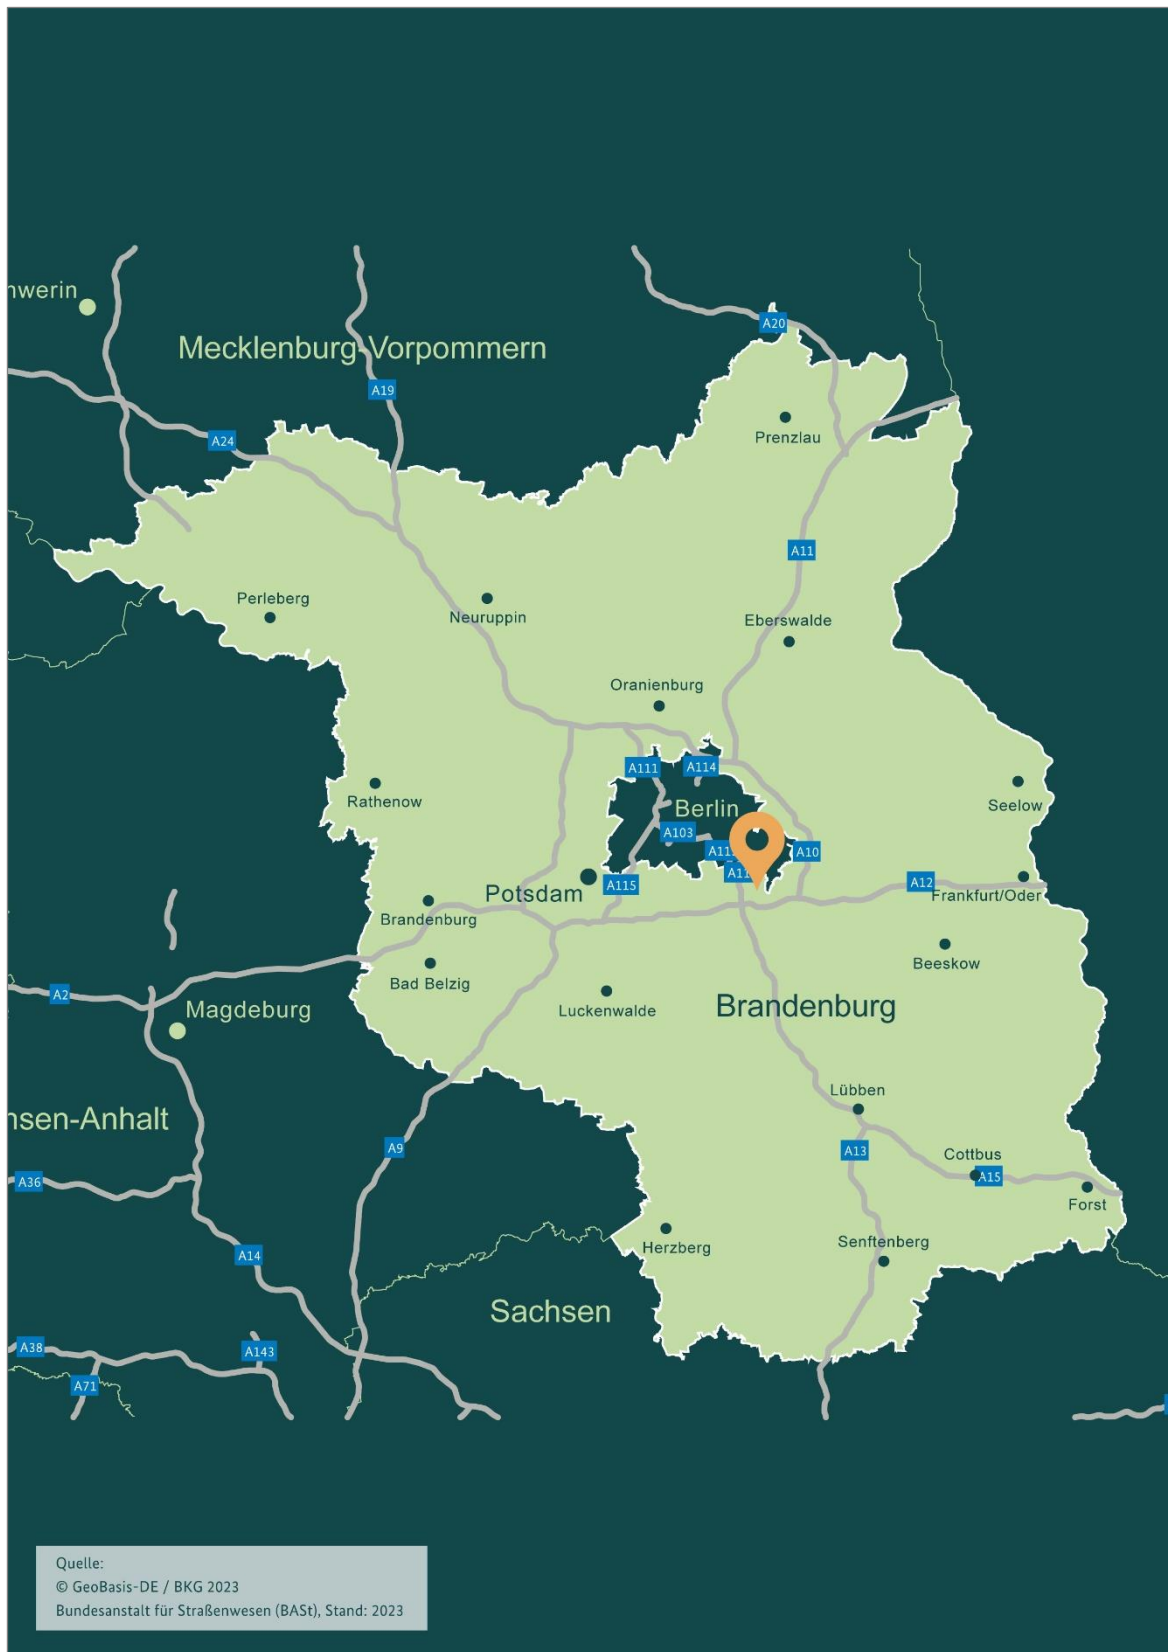 nwerin
Mecklenburg-Vorpommern
A20
A19
A24
Prenzlau
A11
Perleberg
Neuruppin
Eberswalde
Oranienburg
A111
A114
Rathenow
Berlin
Seelow
A103
A10
A115
A12
Potsdam
Frankfurt/Oder
Brandenburg
Beeskow
Bad Belzig
A2
Magdeburg
Luckenwalde
Brandenburg
Lübben
nsen-Anhalt
A9
A13
Cottbus
A15
A36
Forst
Herzberg
Senftenberg
A14
Sachsen
A38
A143
A71
Quelle:
© GeoBasis-DE / BKG 2023
Bundesanstalt für Straßenwesen (BASt), Stand: 2023